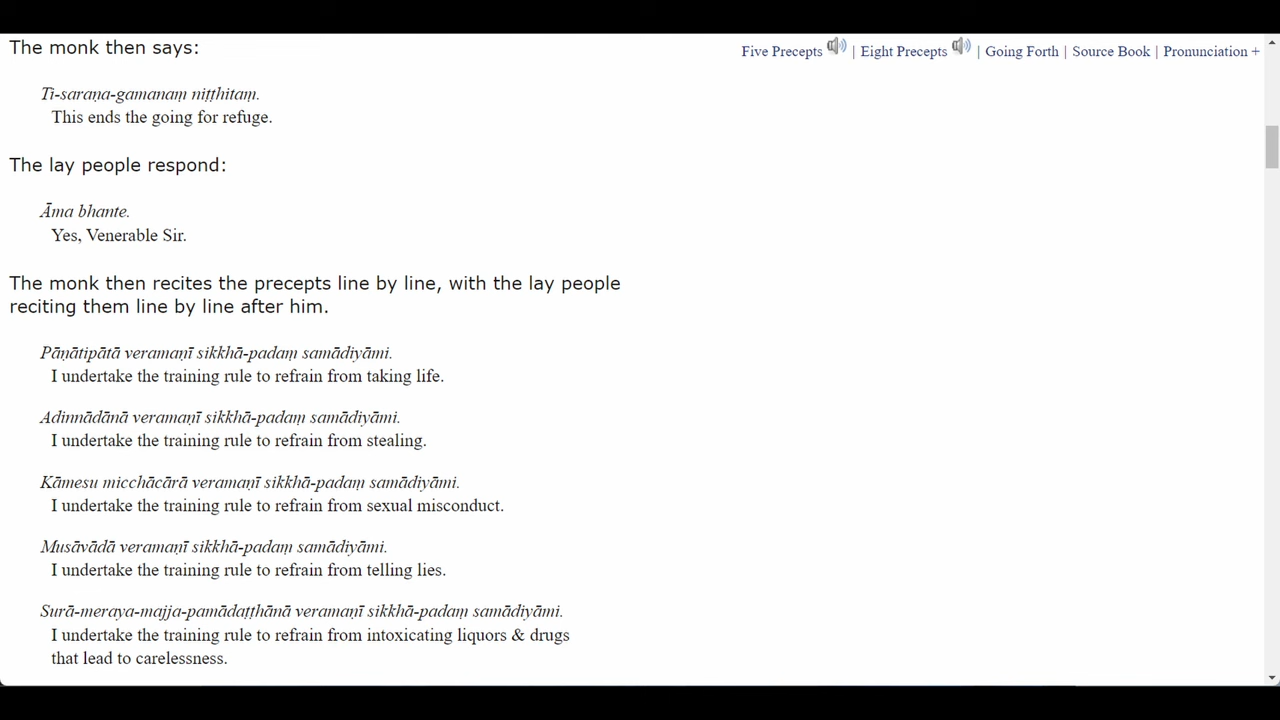 The monk then says:
Five Precepts | Eight Precepts | Going Forth | Source Book | Pronunciation +
Ti-saraṇa-gamanaṃ niṭṭhitaṃ.
This ends the going for refuge.
The lay people respond:
Āma bhante.
Yes, Venerable Sir.
The monk then recites the precepts line by line, with the lay people
reciting them line by line after him.
Pāṇātipātā veramaṇī sikkhā-padaṃ samādiyāmi.
I undertake the training rule to refrain from taking life.
Adinnādānā veramaṇī sikkhā-padaṃ samādiyāmi.
I undertake the training rule to refrain from stealing.
Kāmesu micchācārā veramaṇī sikkhā-padaṃ samādiyāmi.
I undertake the training rule to refrain from sexual misconduct.
Musāvādā veramaṇī sikkhā-padaṃ samādiyāmi.
I undertake the training rule to refrain from telling lies.
Surā-meraya-majja-pamādaṭṭhānā veramaṇī sikkhā-padaṃ samādiyāmi.
I undertake the training rule to refrain from intoxicating liquors & drugs
that lead to carelessness.